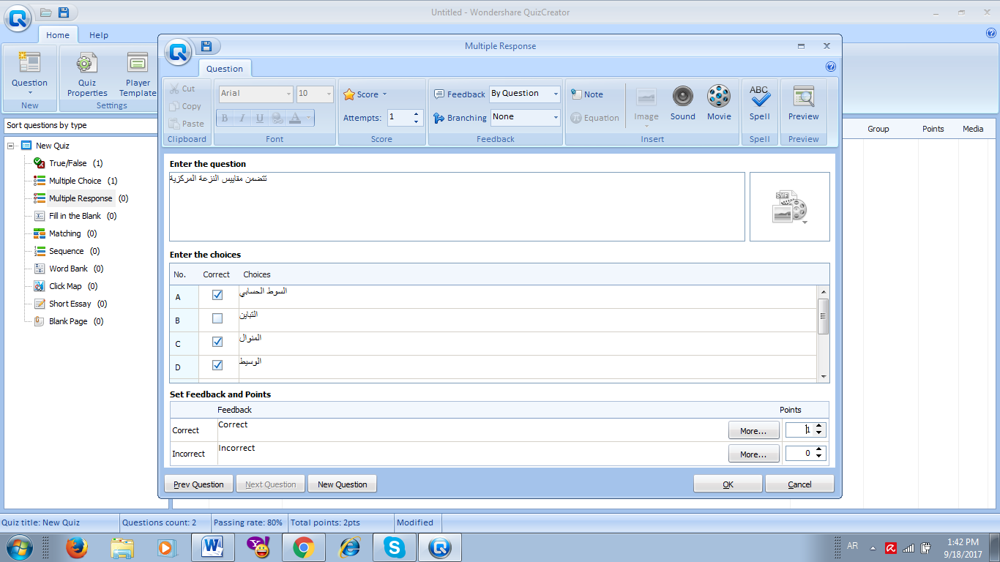 Untitled - Wondershare QuizCreator
Home Help
Question
New
Quiz Properties
Player Template
Settings
Sort questions by type
New Quiz
True/False (1)
Multiple Choice (1)
Multiple Response (0)
Fill in the Blank (0)
Matching (0)
Sequence (0)
Word Bank (0)
Click Map (0)
Short Essay (0)
Blank Page (0)
Group Points Media
Multiple Response
Question
Cut
Copy
Paste
Clipboard
Arial 10
B I U A
Font
Score
Attempts: 1
Score
Feedback By Question
Branching None
Feedback
Note
Equation
Image
Sound
Movie
Insert
ABC
Spell
Spell
Preview
Preview
Enter the question
تتضمن مقاييس النزعة المركزية
SWF
Enter the choices
No. Correct Choices
A السوط الحسابي
B التباين
C المنوال
D الوسيط
Set Feedback and Points
Feedback Points
Correct Correct More... 1
Incorrect Incorrect More... 0
Prev Question Next Question New Question OK Cancel
Quiz title: New Quiz Questions count: 2 Passing rate: 80% Total points: 2pts Modified
AR
1:42 PM
9/18/2017